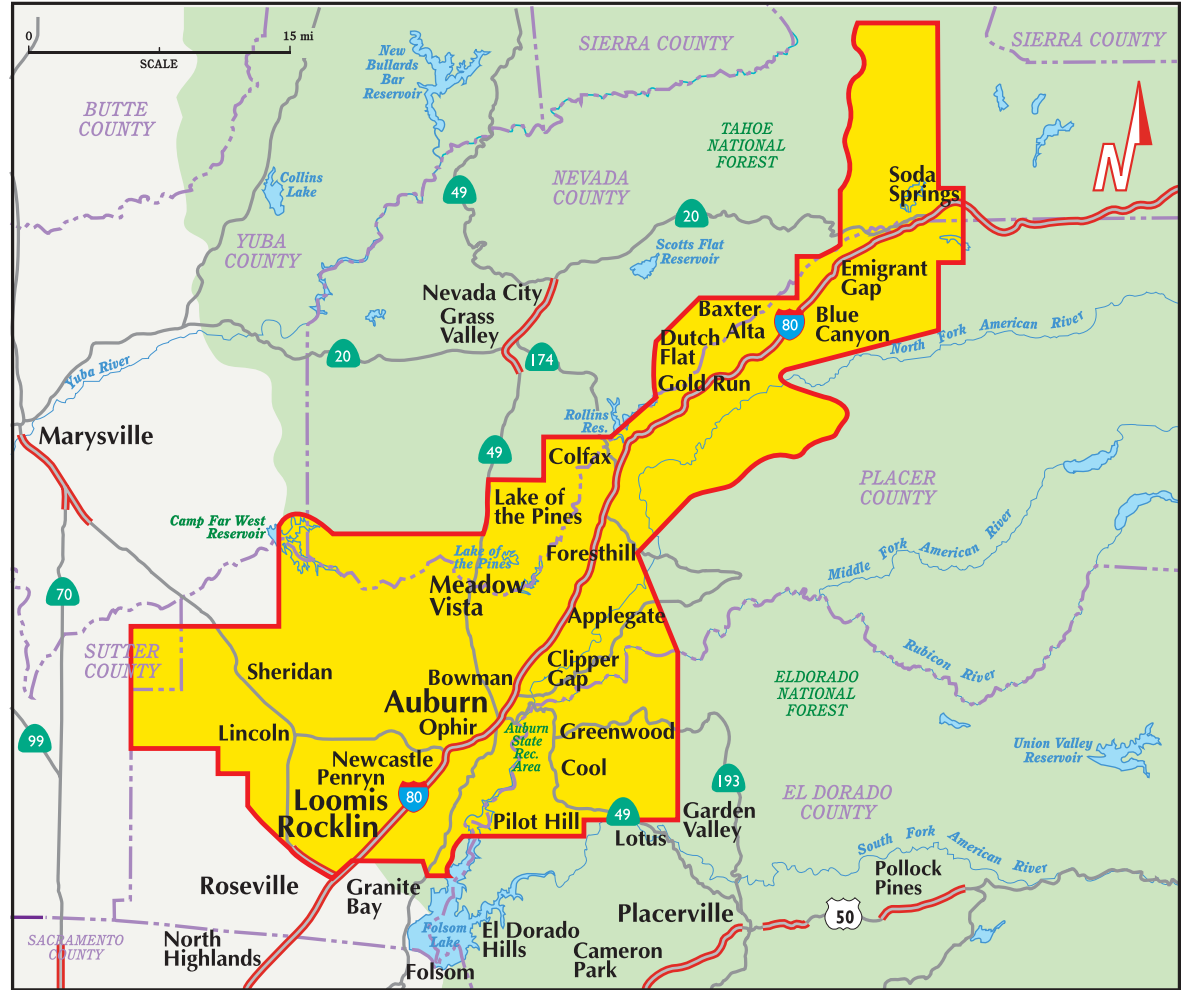 0
15 mi
SCALE
New
Bullards
Bar
Reservoir
SIERRA COUNTY
SIERRA COUNTY
BUTTE
COUNTY
TAHOE
NATIONAL
FOREST
N
Collins
Lake
49
NEVADA
COUNTY
Soda
Springs
20
YUBA
COUNTY
Scotts Flat
Reservoir
Emigrant
Gap
Nevada City
Grass
Valley
Baxter
Alta
80
Blue
Canyon
Dutch
Flat
North Fork American River
20
174
Yuba River
Gold Run
Rollins
Res.
Marysville
49
Colfax
PLACER
COUNTY
Lake of
the Pines
Camp Far West
Reservoir
Lake of
the Pines
Foresthill
Middle Fork American River
Meadow
Vista
70
Applegate
SUTTER
COUNTY
Sheridan
Clipper
Gap
Rubicon River
Bowman
Auburn
Ophir
ELDORADO
NATIONAL
FOREST
99
Lincoln
Auburn
State
Rec.
Area
Greenwood
Union Valley
Reservoir
Newcastle
Penryn
Cool
193
Loomis
80
EL DORADO
COUNTY
Rocklin
Pilot Hill
49
Lotus
Garden
Valley
South Fork American River
Roseville
Granite
Bay
Pollock
Pines
Placerville
50
SACRAMENTO
COUNTY
North
Highlands
Folsom
Lake
El Dorado
Hills
Cameron
Park
Folsom